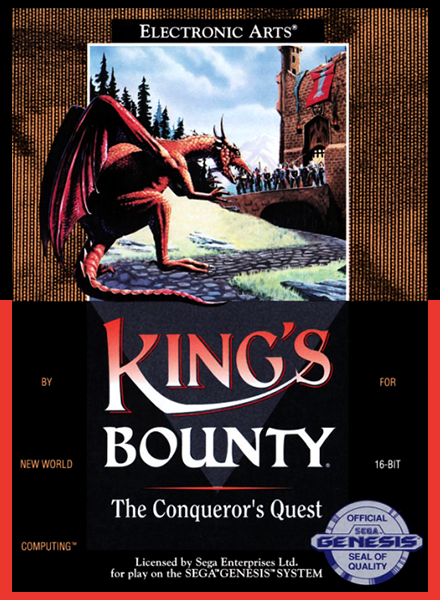 ELECTRONIC ARTS®
KING'S
BOUNTY®
BY
FOR
NEW WORLD
16-BIT
COMPUTING™
The Conqueror's Quest
Licensed by Sega Enterprises Ltd.
for play on the SEGA™ GENESIS™ SYSTEM
OFFICIAL
SEGA
GENESIS
SEAL OF
QUALITY